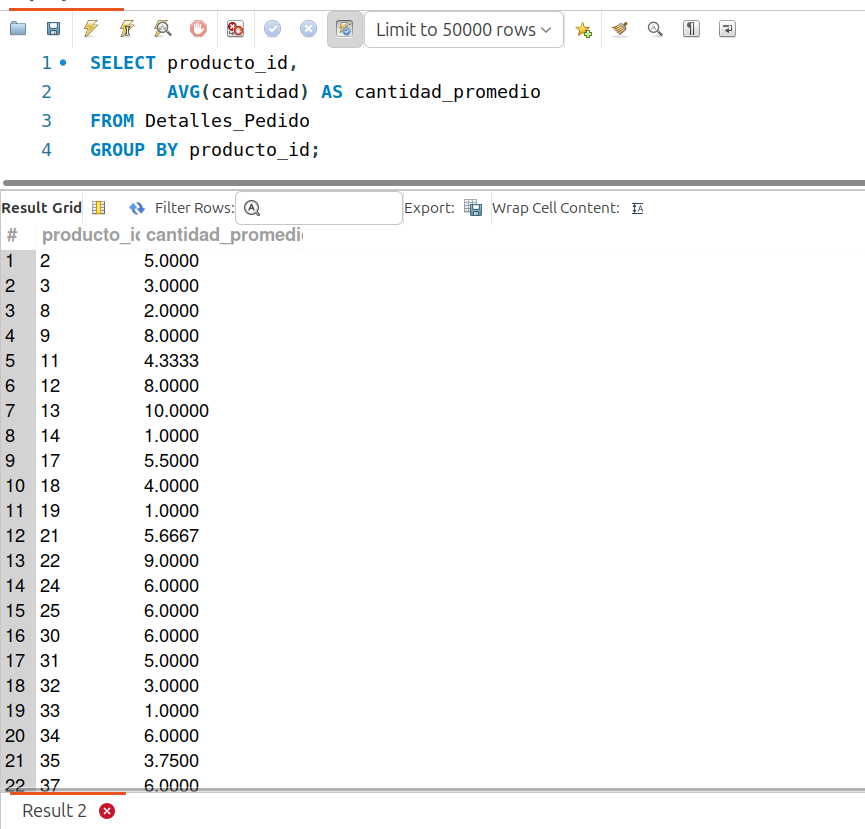 Limit to 50000 rows
1 SELECT producto_id,
2 AVG(cantidad) AS cantidad_promedio
3 FROM Detalles_Pedido
4 GROUP BY producto_id;
Result Grid Filter Rows: Export: Wrap Cell Content: IA
# producto_id cantidad_promedi
1 2 5.0000
2 3 3.0000
3 8 2.0000
4 9 8.0000
5 11 4.3333
6 12 8.0000
7 13 10.0000
8 14 1.0000
9 17 5.5000
10 18 4.0000
11 19 1.0000
12 21 5.6667
13 22 9.0000
14 24 6.0000
15 25 6.0000
16 30 6.0000
17 31 5.0000
18 32 3.0000
19 33 1.0000
20 34 6.0000
21 35 3.7500
22 37 6.0000
Result 2